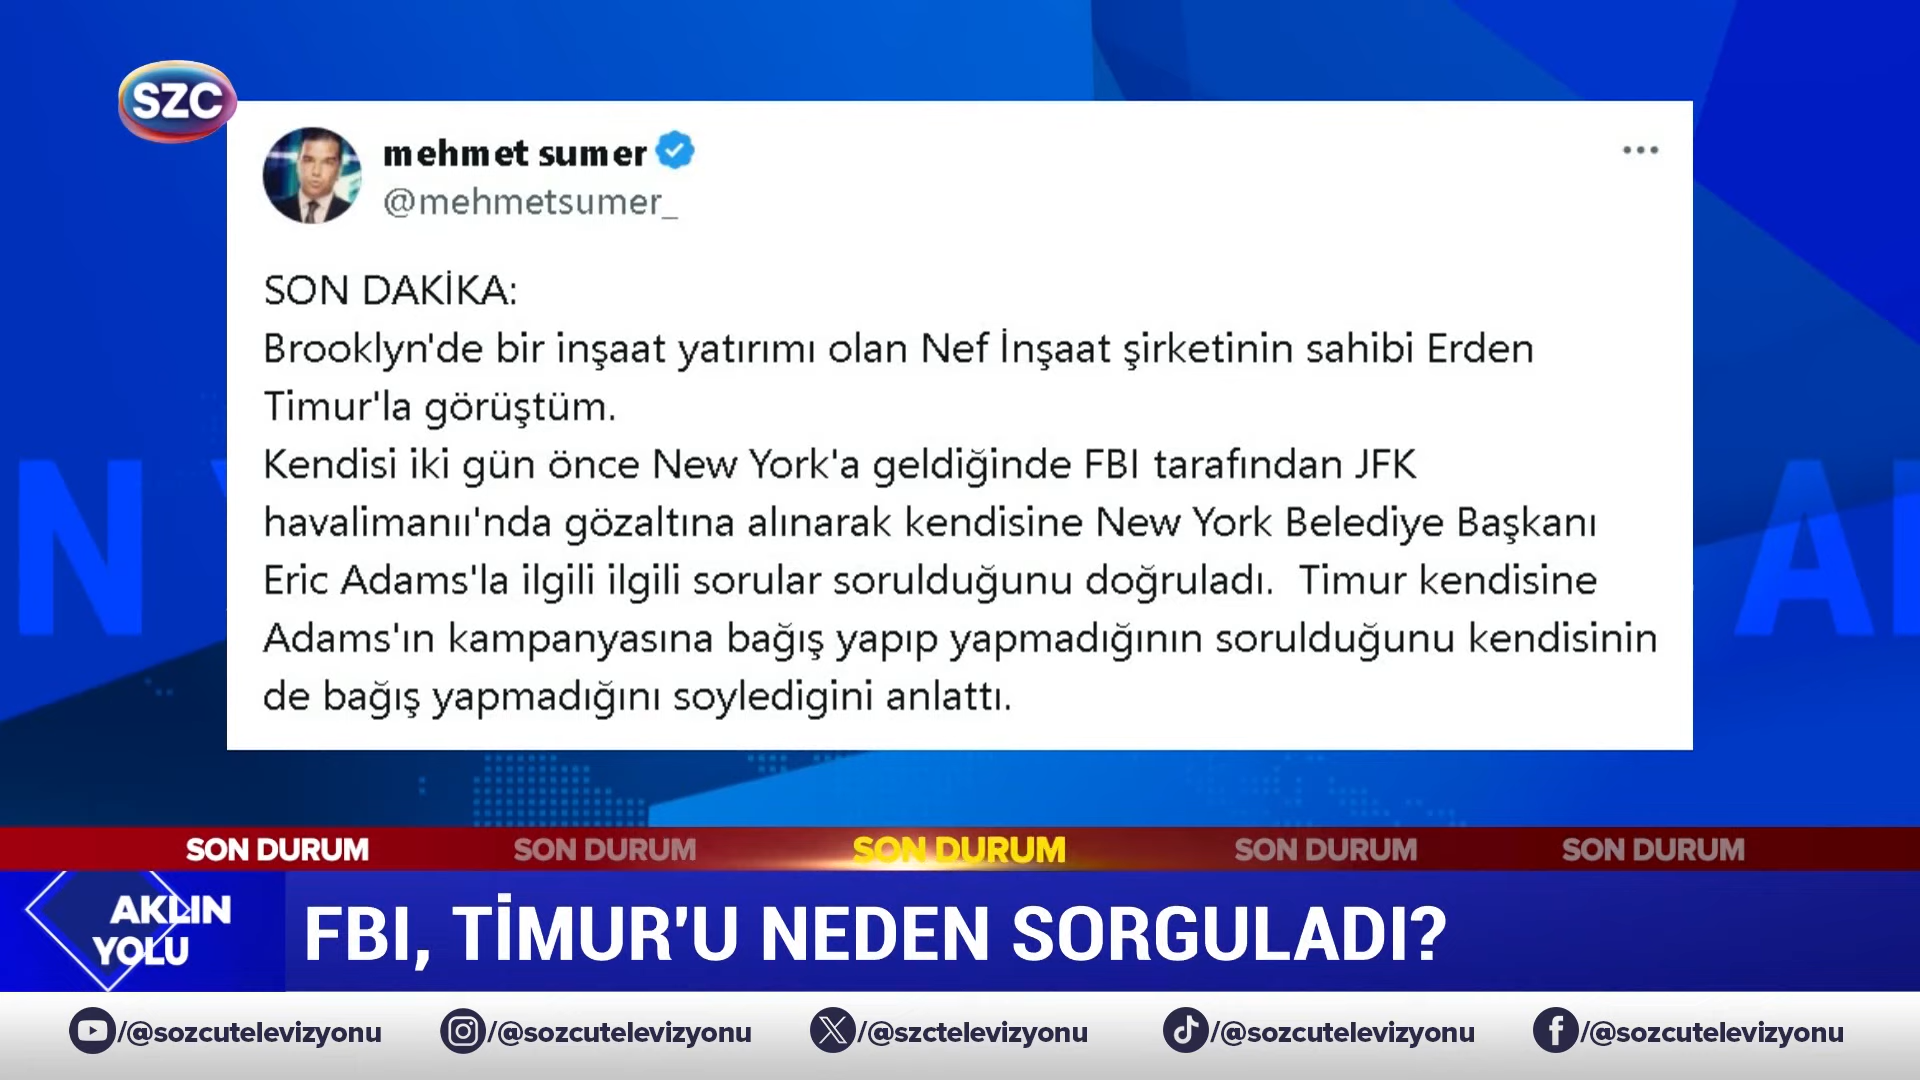 SZC
mehmet sumer
@mehmetsumer_
SON DAKİKA:
Brooklyn'de bir inşaat yatırımı olan Nef İnşaat şirketinin sahibi Erden
Timur'la görüştüm.
Kendisi iki gün önce New York'a geldiğinde FBI tarafından JFK
havalimanıı'nda gözaltına alınarak kendisine New York Belediye Başkanı
Eric Adams'la ilgili ilgili sorular sorulduğunu doğruladı.  Timur kendisine
Adams'ın kampanyasına bağış yapıp yapmadığının sorulduğunu kendisinin
de bağış yapmadığını soyledigini anlattı.
SON DURUM SON DURUM SON DURUM SON DURUM SON DURUM
AKLIN
YOLU
FBI, TİMUR'U NEDEN SORGULADI?
/@sozcutelevizyonu /@sozcutelevizyonu /@szctelevizyonu /@sozcutelevizyonu /@sozcutelevizyonu